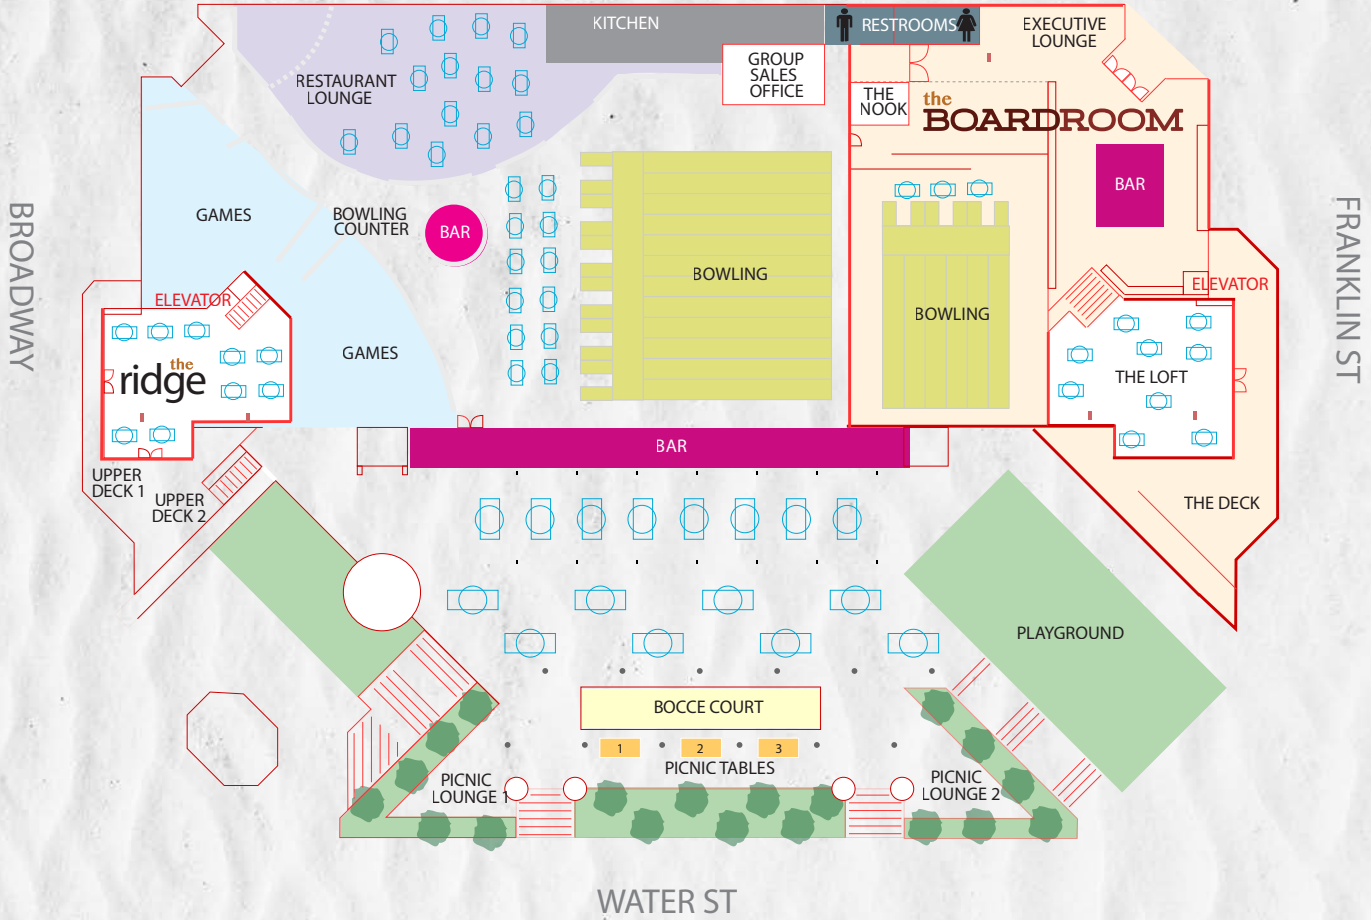 KITCHEN
RESTROOMS
EXECUTIVE
LOUNGE
RESTAURANT
LOUNGE
GROUP
SALES
OFFICE
THE
NOOK
the
BOARDROOM
BAR
GAMES
BOWLING
COUNTER
BAR
BROADWAY
FRANKLIN ST
BOWLING
ELEVATOR
ELEVATOR
BOWLING
GAMES
the
ridge
THE LOFT
BAR
UPPER
DECK 1
UPPER
DECK 2
THE DECK
PLAYGROUND
BOCCE COURT
1
2
3
PICNIC TABLES
PICNIC
LOUNGE 1
PICNIC
LOUNGE 2
WATER ST